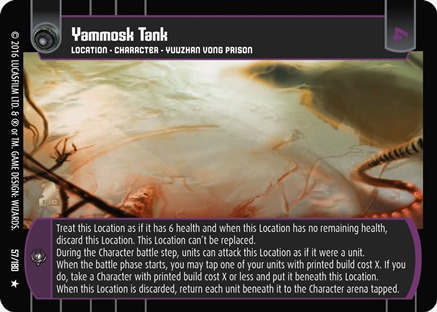 Yammosk Tank
LOCATION - CHARACTER - YUUZHAN VONG PRISON
4
© 2016 LUCASFILM LTD. & ® or TM. GAME DESIGN: WIZARDS.
57/180
Treat this Location as if it has 6 health and when this Location has no remaining health,
discard this Location. This Location can't be replaced.
During the Character battle step, units can attack this Location as if it were a unit.
When the battle phase starts, you may tap one of your units with printed build cost X. If you
do, take a Character with printed build cost X or less and put it beneath this Location.
When this Location is discarded, return each unit beneath it to the Character arena tapped.